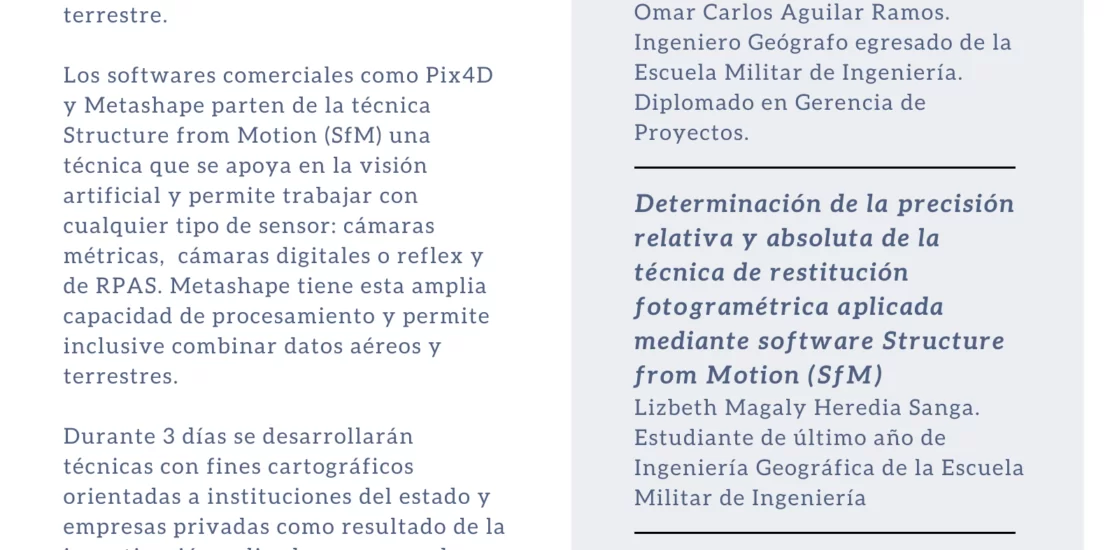 terrestre.
Los softwares comerciales como Pix4D
y Metashape parten de la técnica
Structure from Motion (SfM) una
técnica que se apoya en la visión
artificial y permite trabajar con
cualquier tipo de sensor: cámaras
métricas,  cámaras digitales o reflex y
de RPAS. Metashape tiene esta amplia
capacidad de procesamiento y permite
inclusive combinar datos aéreos y
terrestres.
Durante 3 días se desarrollarán
técnicas con fines cartográficos
orientadas a instituciones del estado y
empresas privadas como resultado de la
Omar Carlos Aguilar Ramos.
Ingeniero Geógrafo egresado de la
Escuela Militar de Ingeniería.
Diplomado en Gerencia de
Proyectos.
Determinación de la precisión
relativa y absoluta de la
técnica de restitución
fotogramétrica aplicada
mediante software Structure
from Motion (SfM)
Lizbeth Magaly Heredia Sanga.
Estudiante de último año de
Ingeniería Geográfica de la Escuela
Militar de Ingeniería